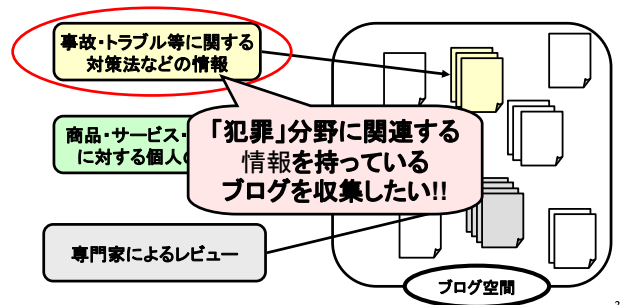 事故・トラブル等に関する
対策法などの情報
商品・サービス・
に対する個人の
「犯罪」分野に関連する
情報を持っている
ブログを収集したい!!
専門家によるレビュー
ブログ空間
2